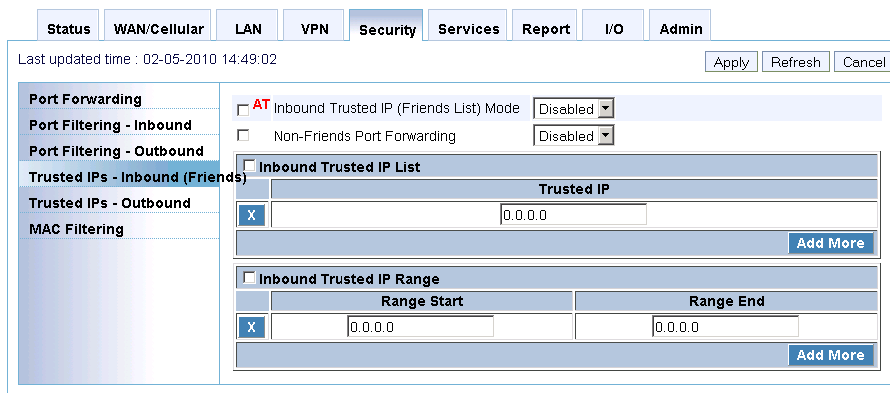 Status WAN/Cellular LAN VPN Security Services Report I/O Admin
Last updated time : 02-05-2010 14:49:02
Apply Refresh Cancel
Port Forwarding
Port Filtering - Inbound
Port Filtering - Outbound
Trusted IPs - Inbound (Friends)
Trusted IPs - Outbound
MAC Filtering
AT Inbound Trusted IP (Friends List) Mode Disabled
Non-Friends Port Forwarding Disabled
Inbound Trusted IP List
Trusted IP
X 0.0.0.0
Add More
Inbound Trusted IP Range
Range Start Range End
X 0.0.0.0 0.0.0.0
Add More